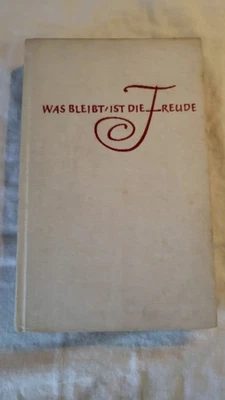 WAS BLEIBT/IST DIE FREUDE